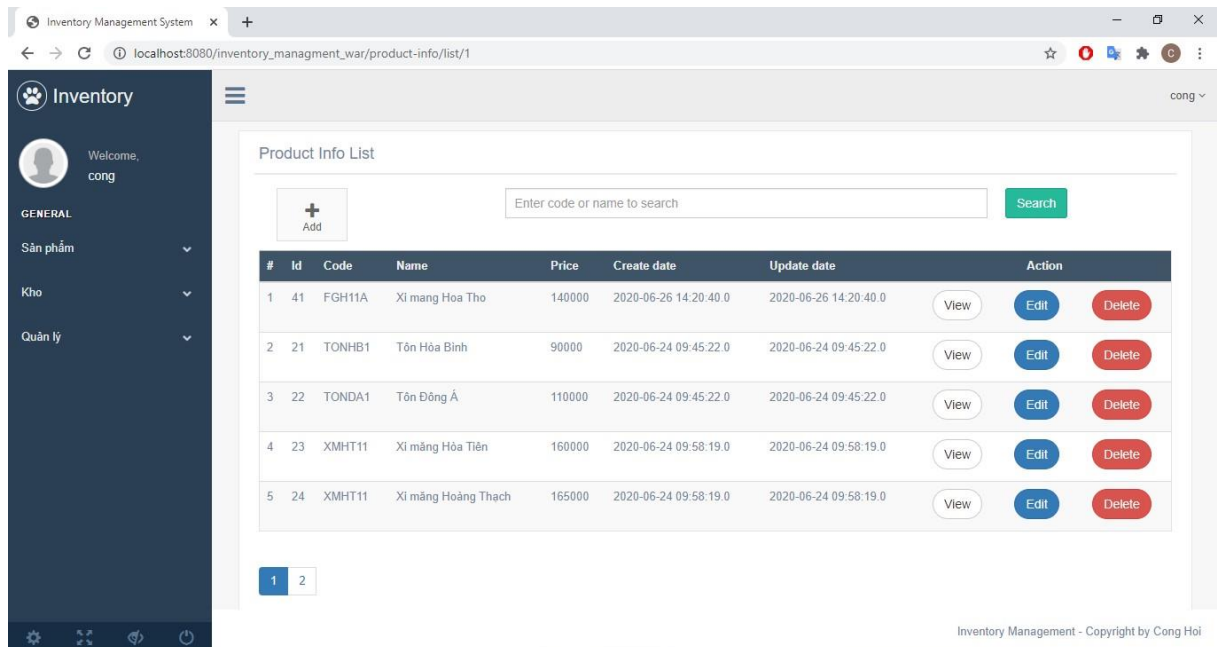 Inventory Management System
localhost:8080/inventory_managment_war/product-info/list/1
C
Inventory
cong
Welcome,
cong
GENERAL
Sản phẩm
Kho
Quản lý
Product Info List
Add
Enter code or name to search
Search
# Id Code Name Price Create date Update date Action
1 41 FGH11A Xi mang Hoa Tho 140000 2020-06-26 14:20:40.0 2020-06-26 14:20:40.0 View Edit Delete
2 21 TONHB1 Tôn Hòa Bình 90000 2020-06-24 09:45:22.0 2020-06-24 09:45:22.0 View Edit Delete
3 22 TONDA1 Tôn Đông Á 110000 2020-06-24 09:45:22.0 2020-06-24 09:45:22.0 View Edit Delete
4 23 XMHT11 Xi măng Hỏa Tiễn 160000 2020-06-24 09:58:19.0 2020-06-24 09:58:19.0 View Edit Delete
5 24 XMHT11 Xi măng Hoàng Thạch 165000 2020-06-24 09:58:19.0 2020-06-24 09:58:19.0 View Edit Delete
1 2
Inventory Management - Copyright by Cong Hoi